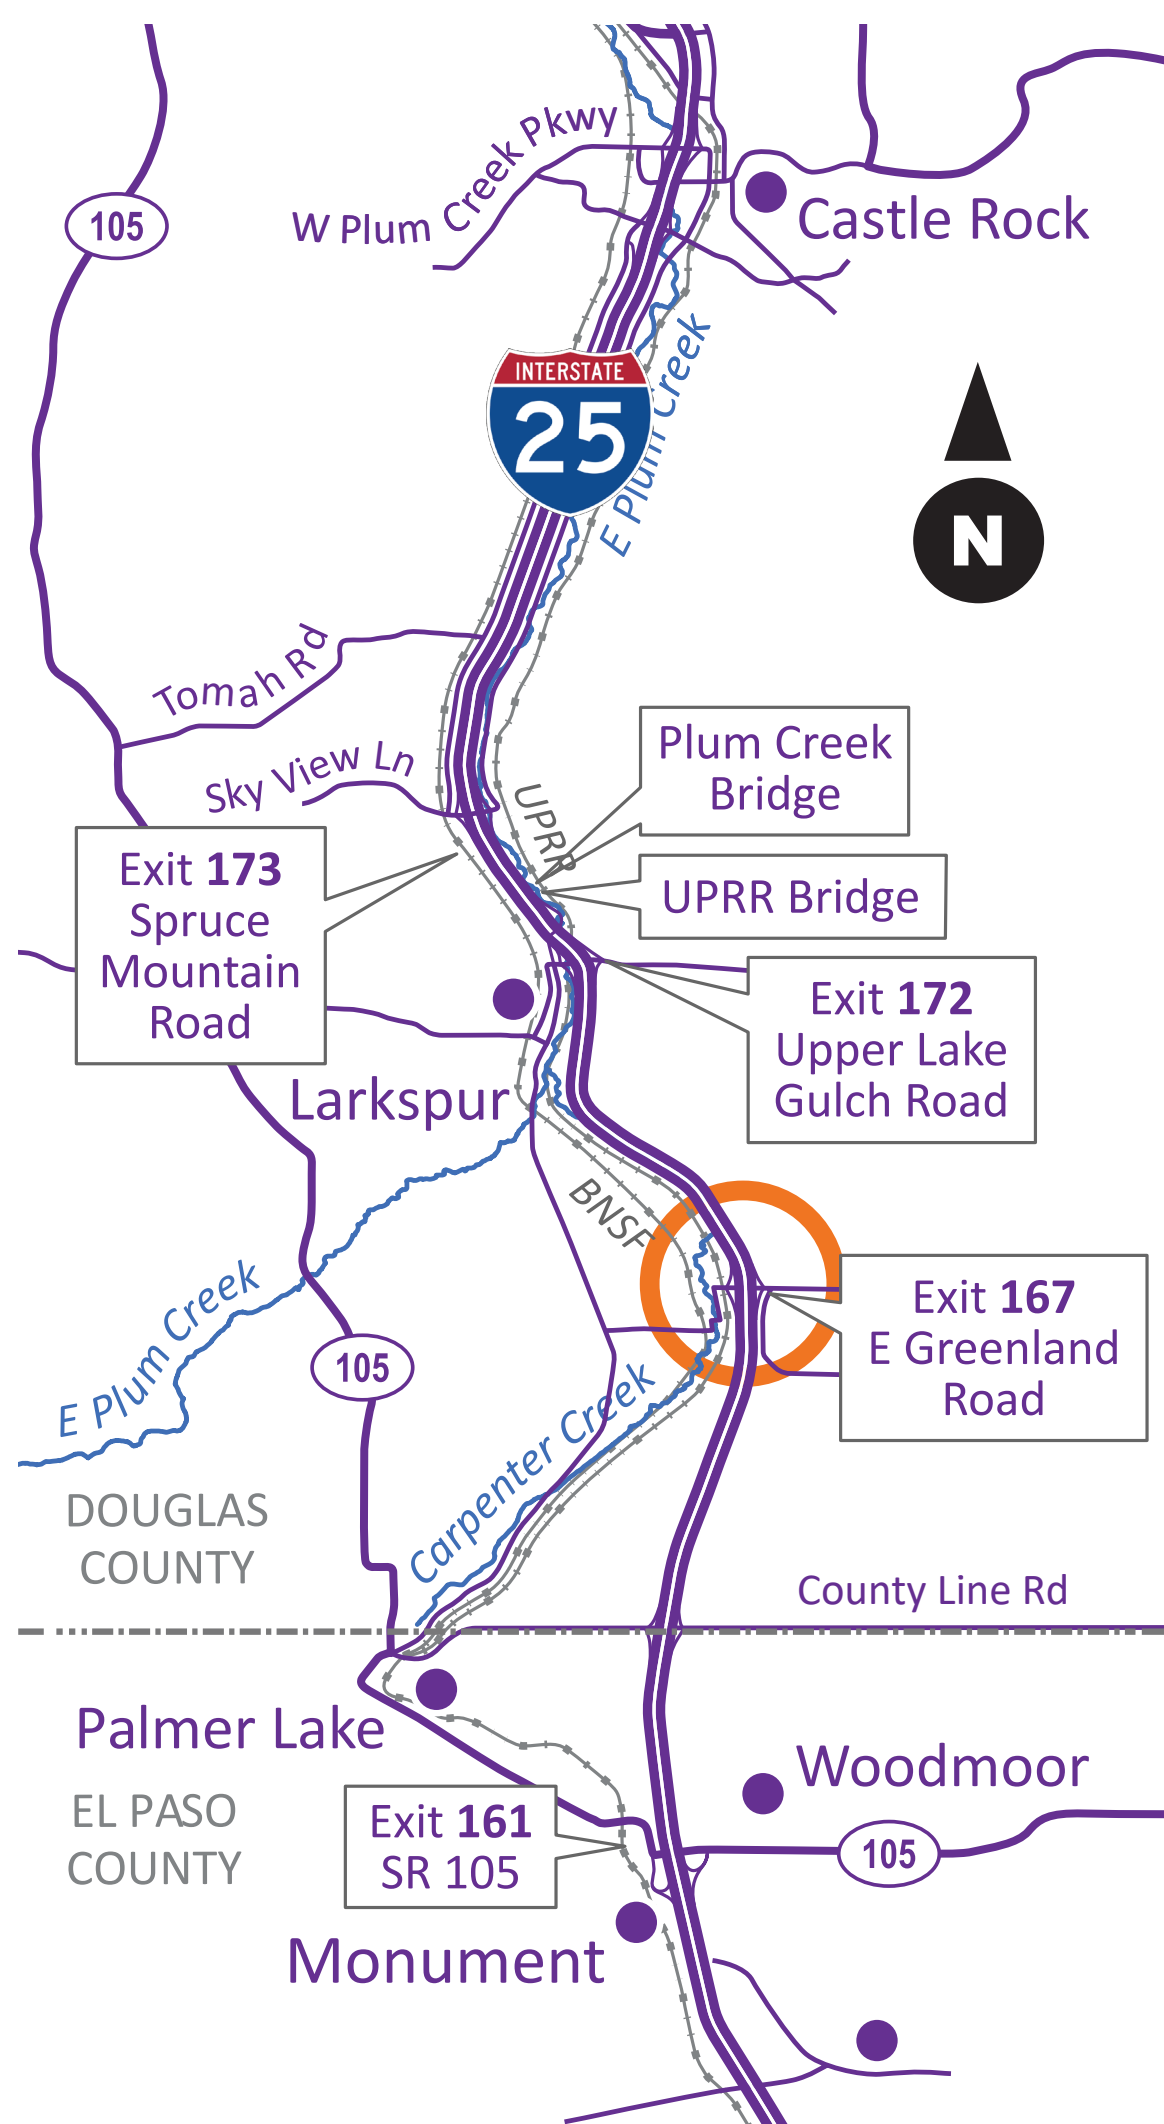 W Plum Creek Pkwy
105
Castle Rock
INTERSTATE
25
E Plum Creek
N
Tomah Rd
Sky View Ln
UPRR
Plum Creek
Bridge
UPRR Bridge
Exit 173
Spruce
Mountain
Road
Exit 172
Upper Lake
Gulch Road
Larkspur
BNSF
E Plum Creek
Exit 167
E Greenland
Road
105
Carpenter Creek
DOUGLAS
COUNTY
County Line Rd
Palmer Lake
Woodmoor
EL PASO
COUNTY
Exit 161
SR 105
105
Monument